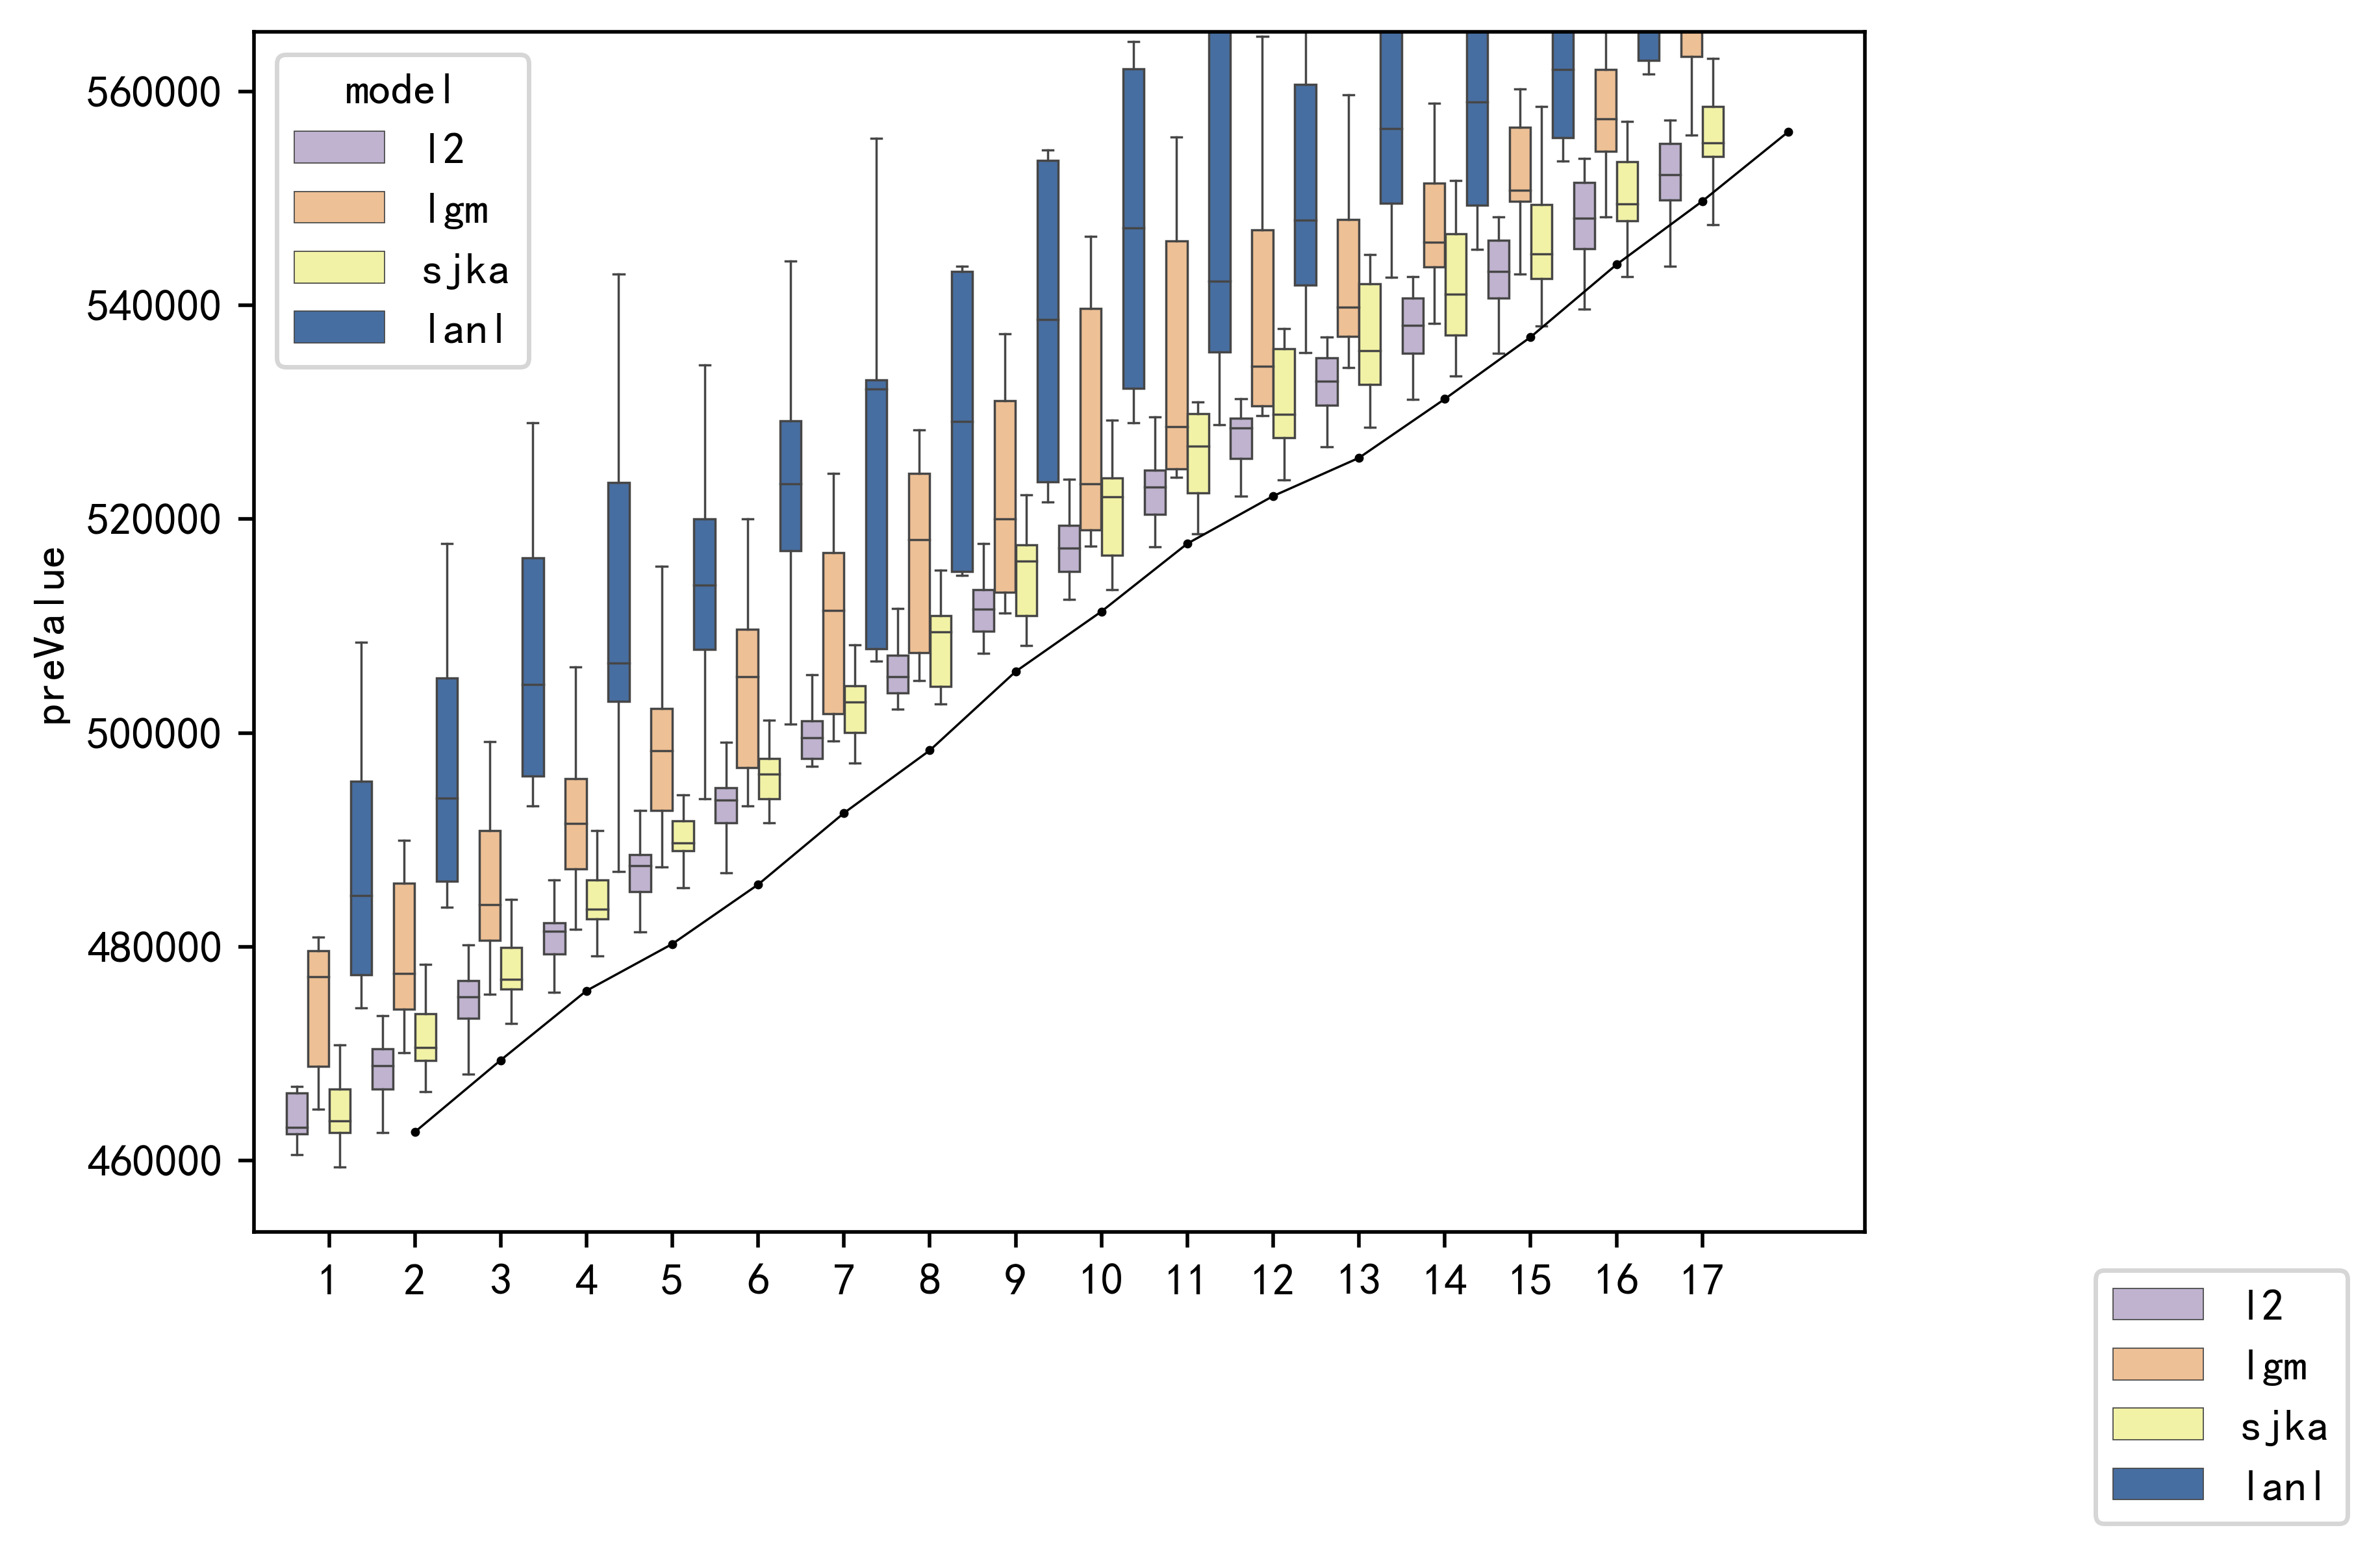 model
l2
lgm
sjka
lanl
560000
540000
520000
500000
480000
460000
preValue
1 2 3 4 5 6 7 8 9 10 11 12 13 14 15 16 17
l2
lgm
sjka
lanl